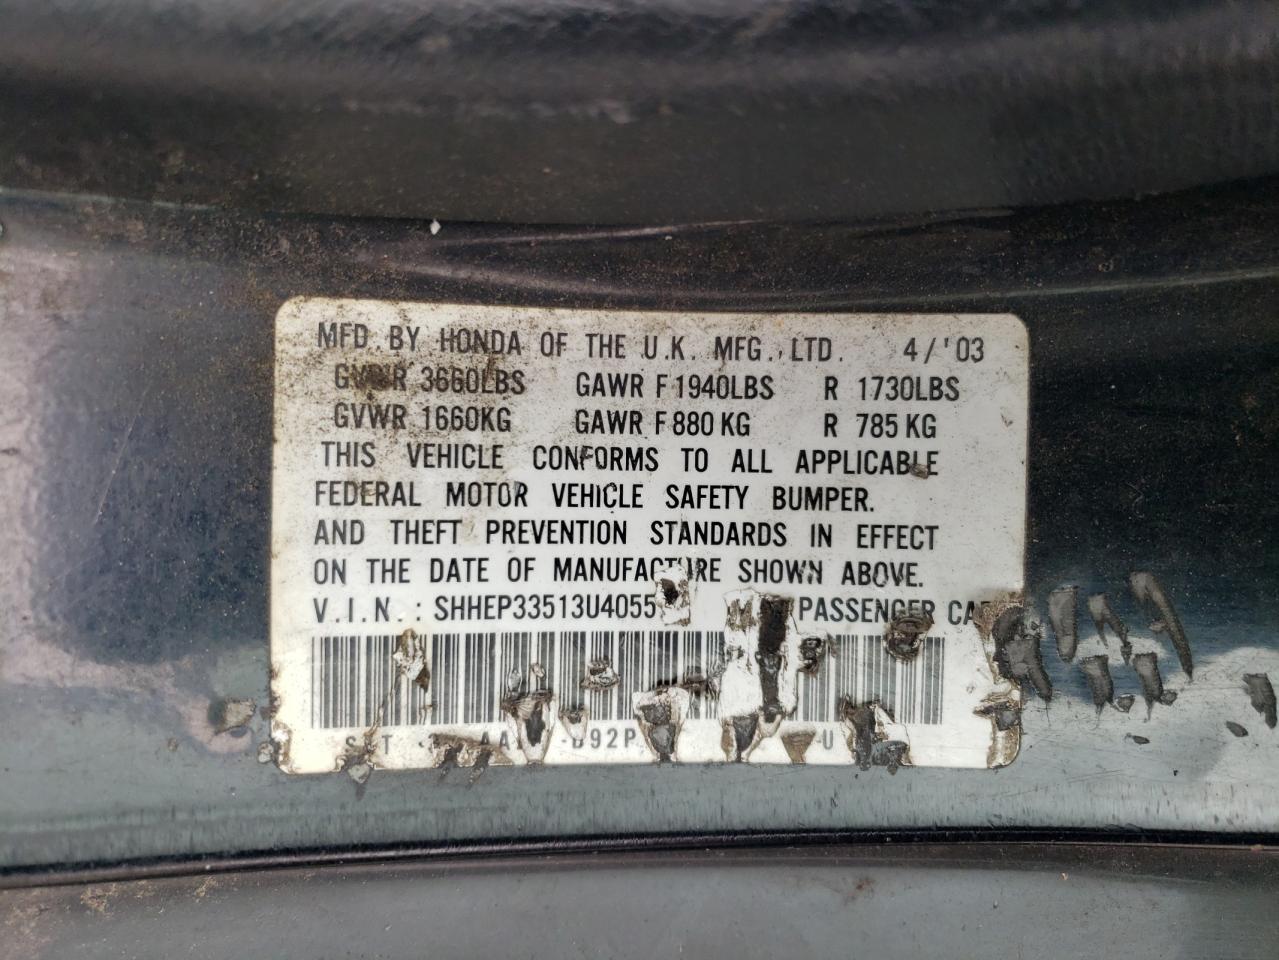 MFD. BY HONDA OF THE U.K. MFG., LTD. 4/'03
GVWR 3660LBS GAWR F 1940LBS R 1730LBS
GVWR 1660KG GAWR F 880 KG R 785 KG
THIS VEHICLE CONFORMS TO ALL APPLICABLE
FEDERAL MOTOR VEHICLE SAFETY BUMPER.
AND THEFT PREVENTION STANDARDS IN EFFECT
ON THE DATE OF MANUFACTURE SHOWN ABOVE.
V.I.N.: SHHEP33513U4055 PASSENGER CAR